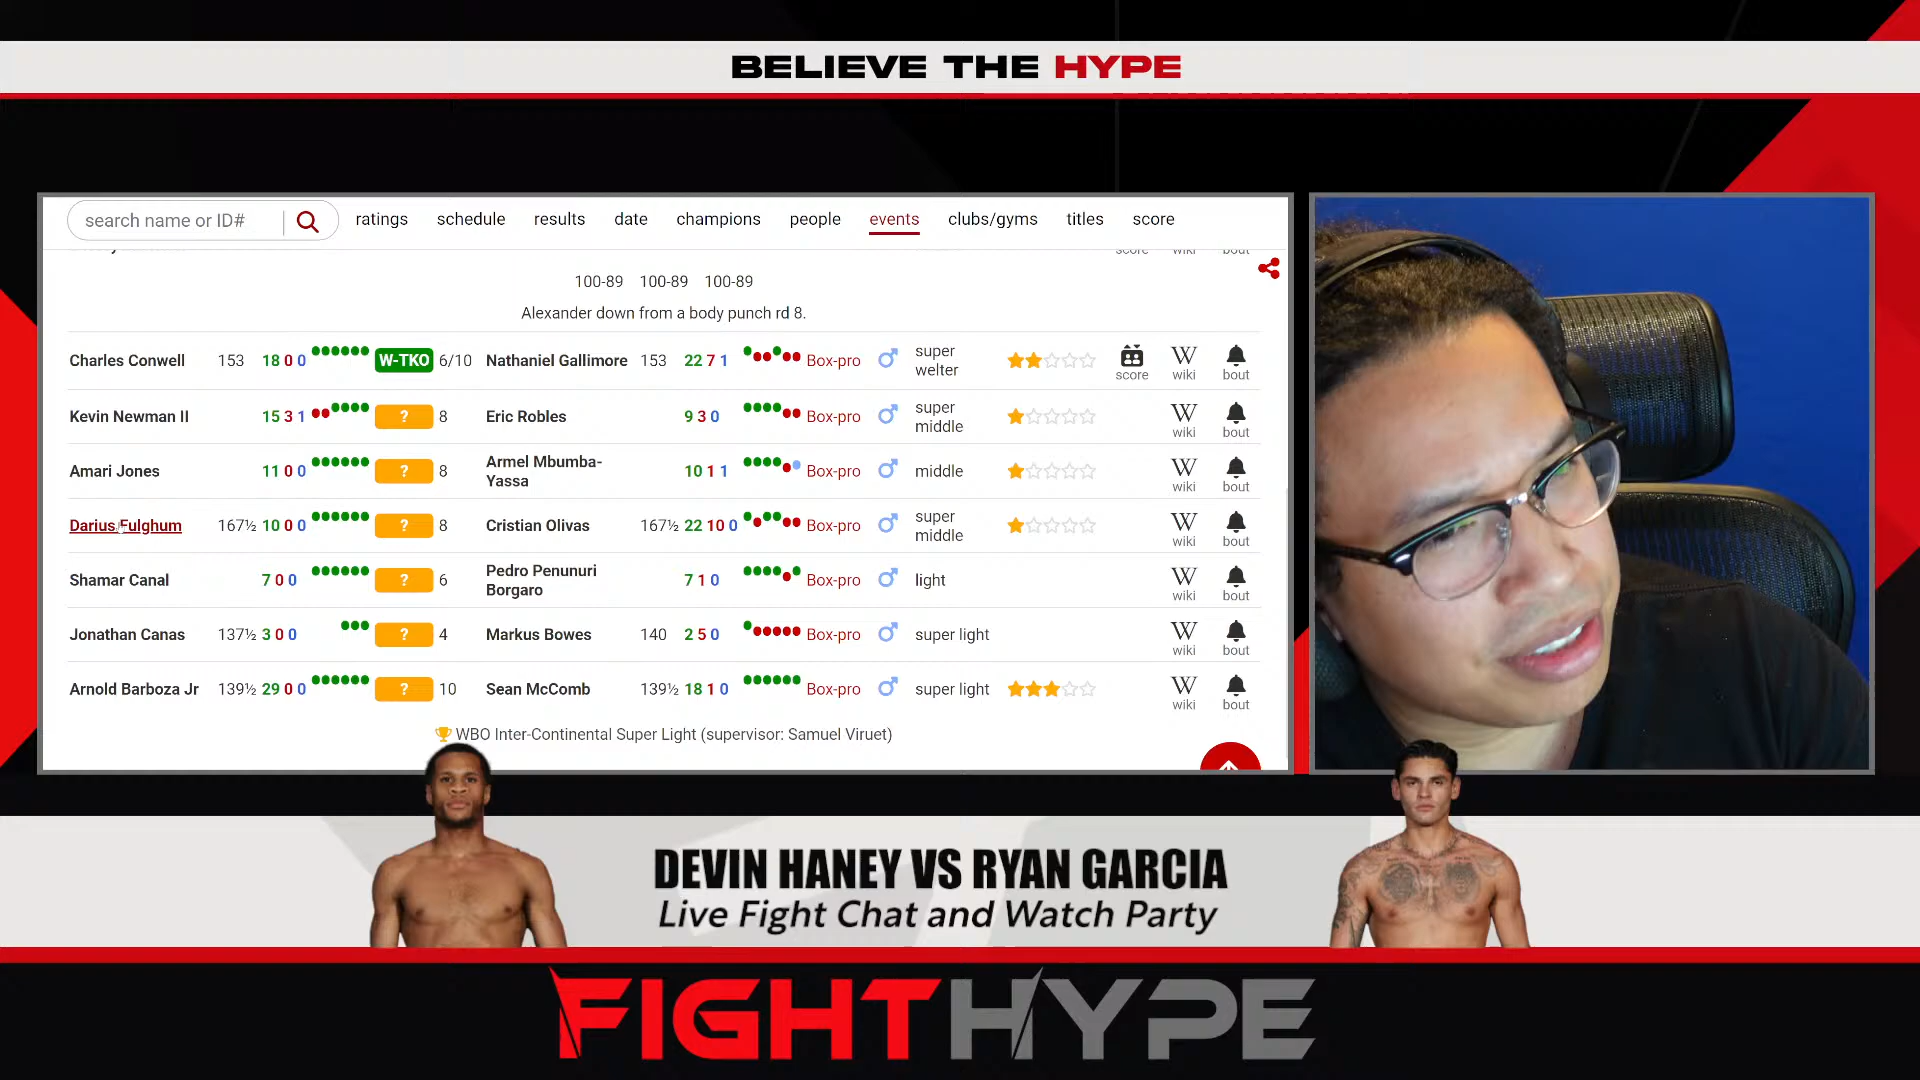 BELIEVE THE HYPE
search name or ID#
ratings schedule results date champions people events clubs/gyms titles score
score wiki bout
100-89 100-89 100-89
Alexander down from a body punch rd 8.
Charles Conwell 153 18 0 0 W-TKO 6/10 Nathaniel Gallimore 153 22 7 1 Box-pro super welter score wiki bout
Kevin Newman II 15 3 1 ? 8 Eric Robles 9 3 0 Box-pro super middle wiki bout
Amari Jones 11 0 0 ? 8 Armel Mbumba-Yassa 10 1 1 Box-pro middle wiki bout
Darius Fulghum 167½ 10 0 0 ? 8 Cristian Olivas 167½ 22 10 0 Box-pro super middle wiki bout
Shamar Canal 7 0 0 ? 6 Pedro Penunuri Borgaro 7 1 0 Box-pro light wiki bout
Jonathan Canas 137½ 3 0 0 ? 4 Markus Bowes 140 2 5 0 Box-pro super light wiki bout
Arnold Barboza Jr 139½ 29 0 0 ? 10 Sean McComb 139½ 18 1 0 Box-pro super light wiki bout
WBO Inter-Continental Super Light (supervisor: Samuel Viruet)
DEVIN HANEY VS RYAN GARCIA
Live Fight Chat and Watch Party
FIGHTHYPE